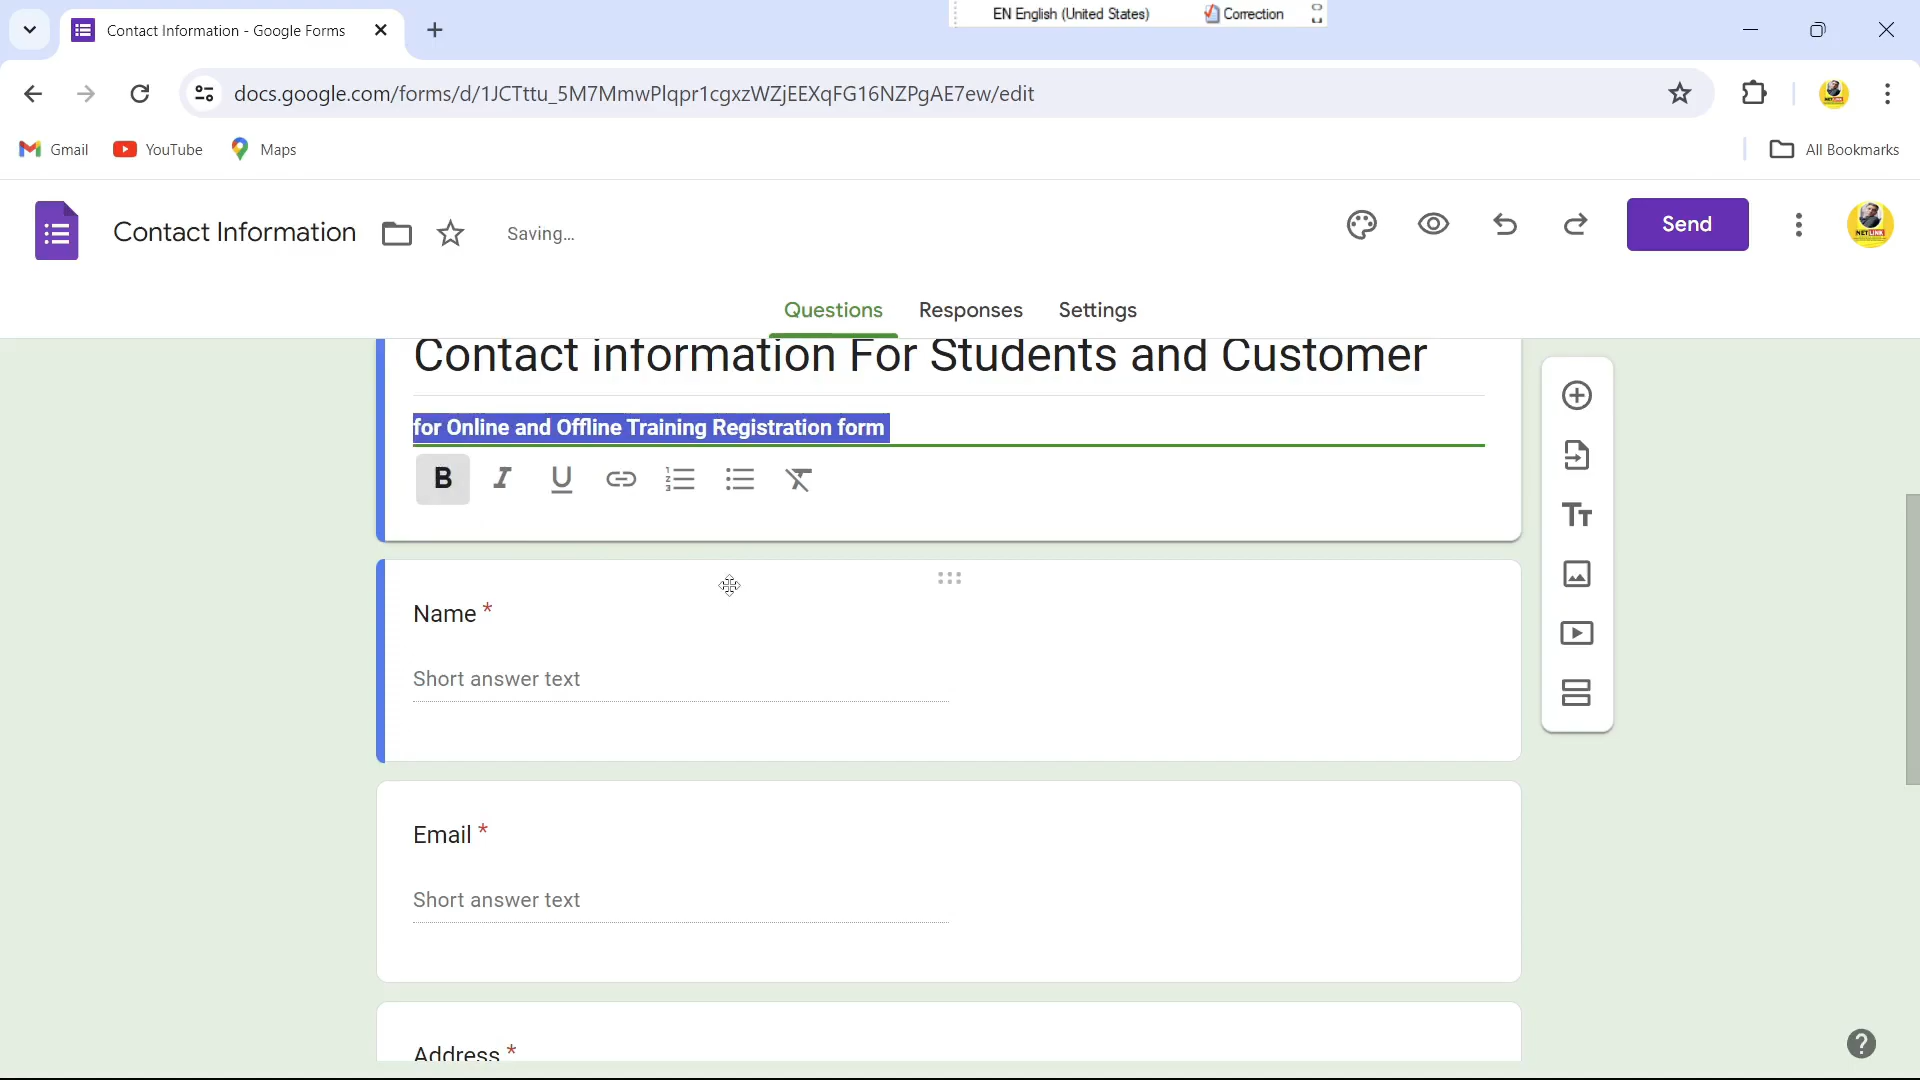 Contact Information - Google Forms
EN English (United States)
Correction
docs.google.com/forms/d/1JCTttu_5M7MmwPlqpr1cgxzWZjEEXqFG16NZPgAE7ew/edit
Gmail
YouTube
Maps
All Bookmarks
Contact Information
Saving...
Send
NETLINK
Questions
Responses
Settings
Contact information For Students and Customer
for Online and Offline Training Registration form
B I U
Name *
Short answer text
Email *
Short answer text
Address *